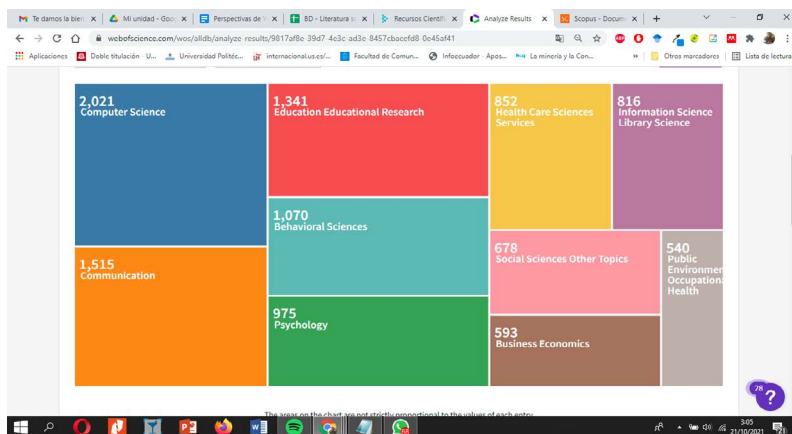 Te damos la bien
Mi unidad - Goo
Perspectivas de
BD - Literatura
Recursos Científi
Analyze Results
Scopus - Docum
webofscience.com/wos/alldb/analyze-results/9817af8e-39d7-4e3c-ad3e-8457cbacefd8-0e45af41
Aplicaciones
Doble titulación - U...
Universidad Politéc...
internacional.us.es/...
Facultad de Comun...
Infoecuador - Apos...
La minería y la Con...
»
Otros marcadores
Lista de lectura
2,021
Computer Science
1,341
Education Educational Research
852
Health Care Sciences
Services
816
Information Science
Library Science
1,070
Behavioral Sciences
1,515
Communication
678
Social Sciences Other Topics
540
Public
Environmen
Occupation
Health
975
Psychology
593
Business Economics
28
?
The areas on the chart are not strictly proportional to the values of each entry
3:05
21/10/2021